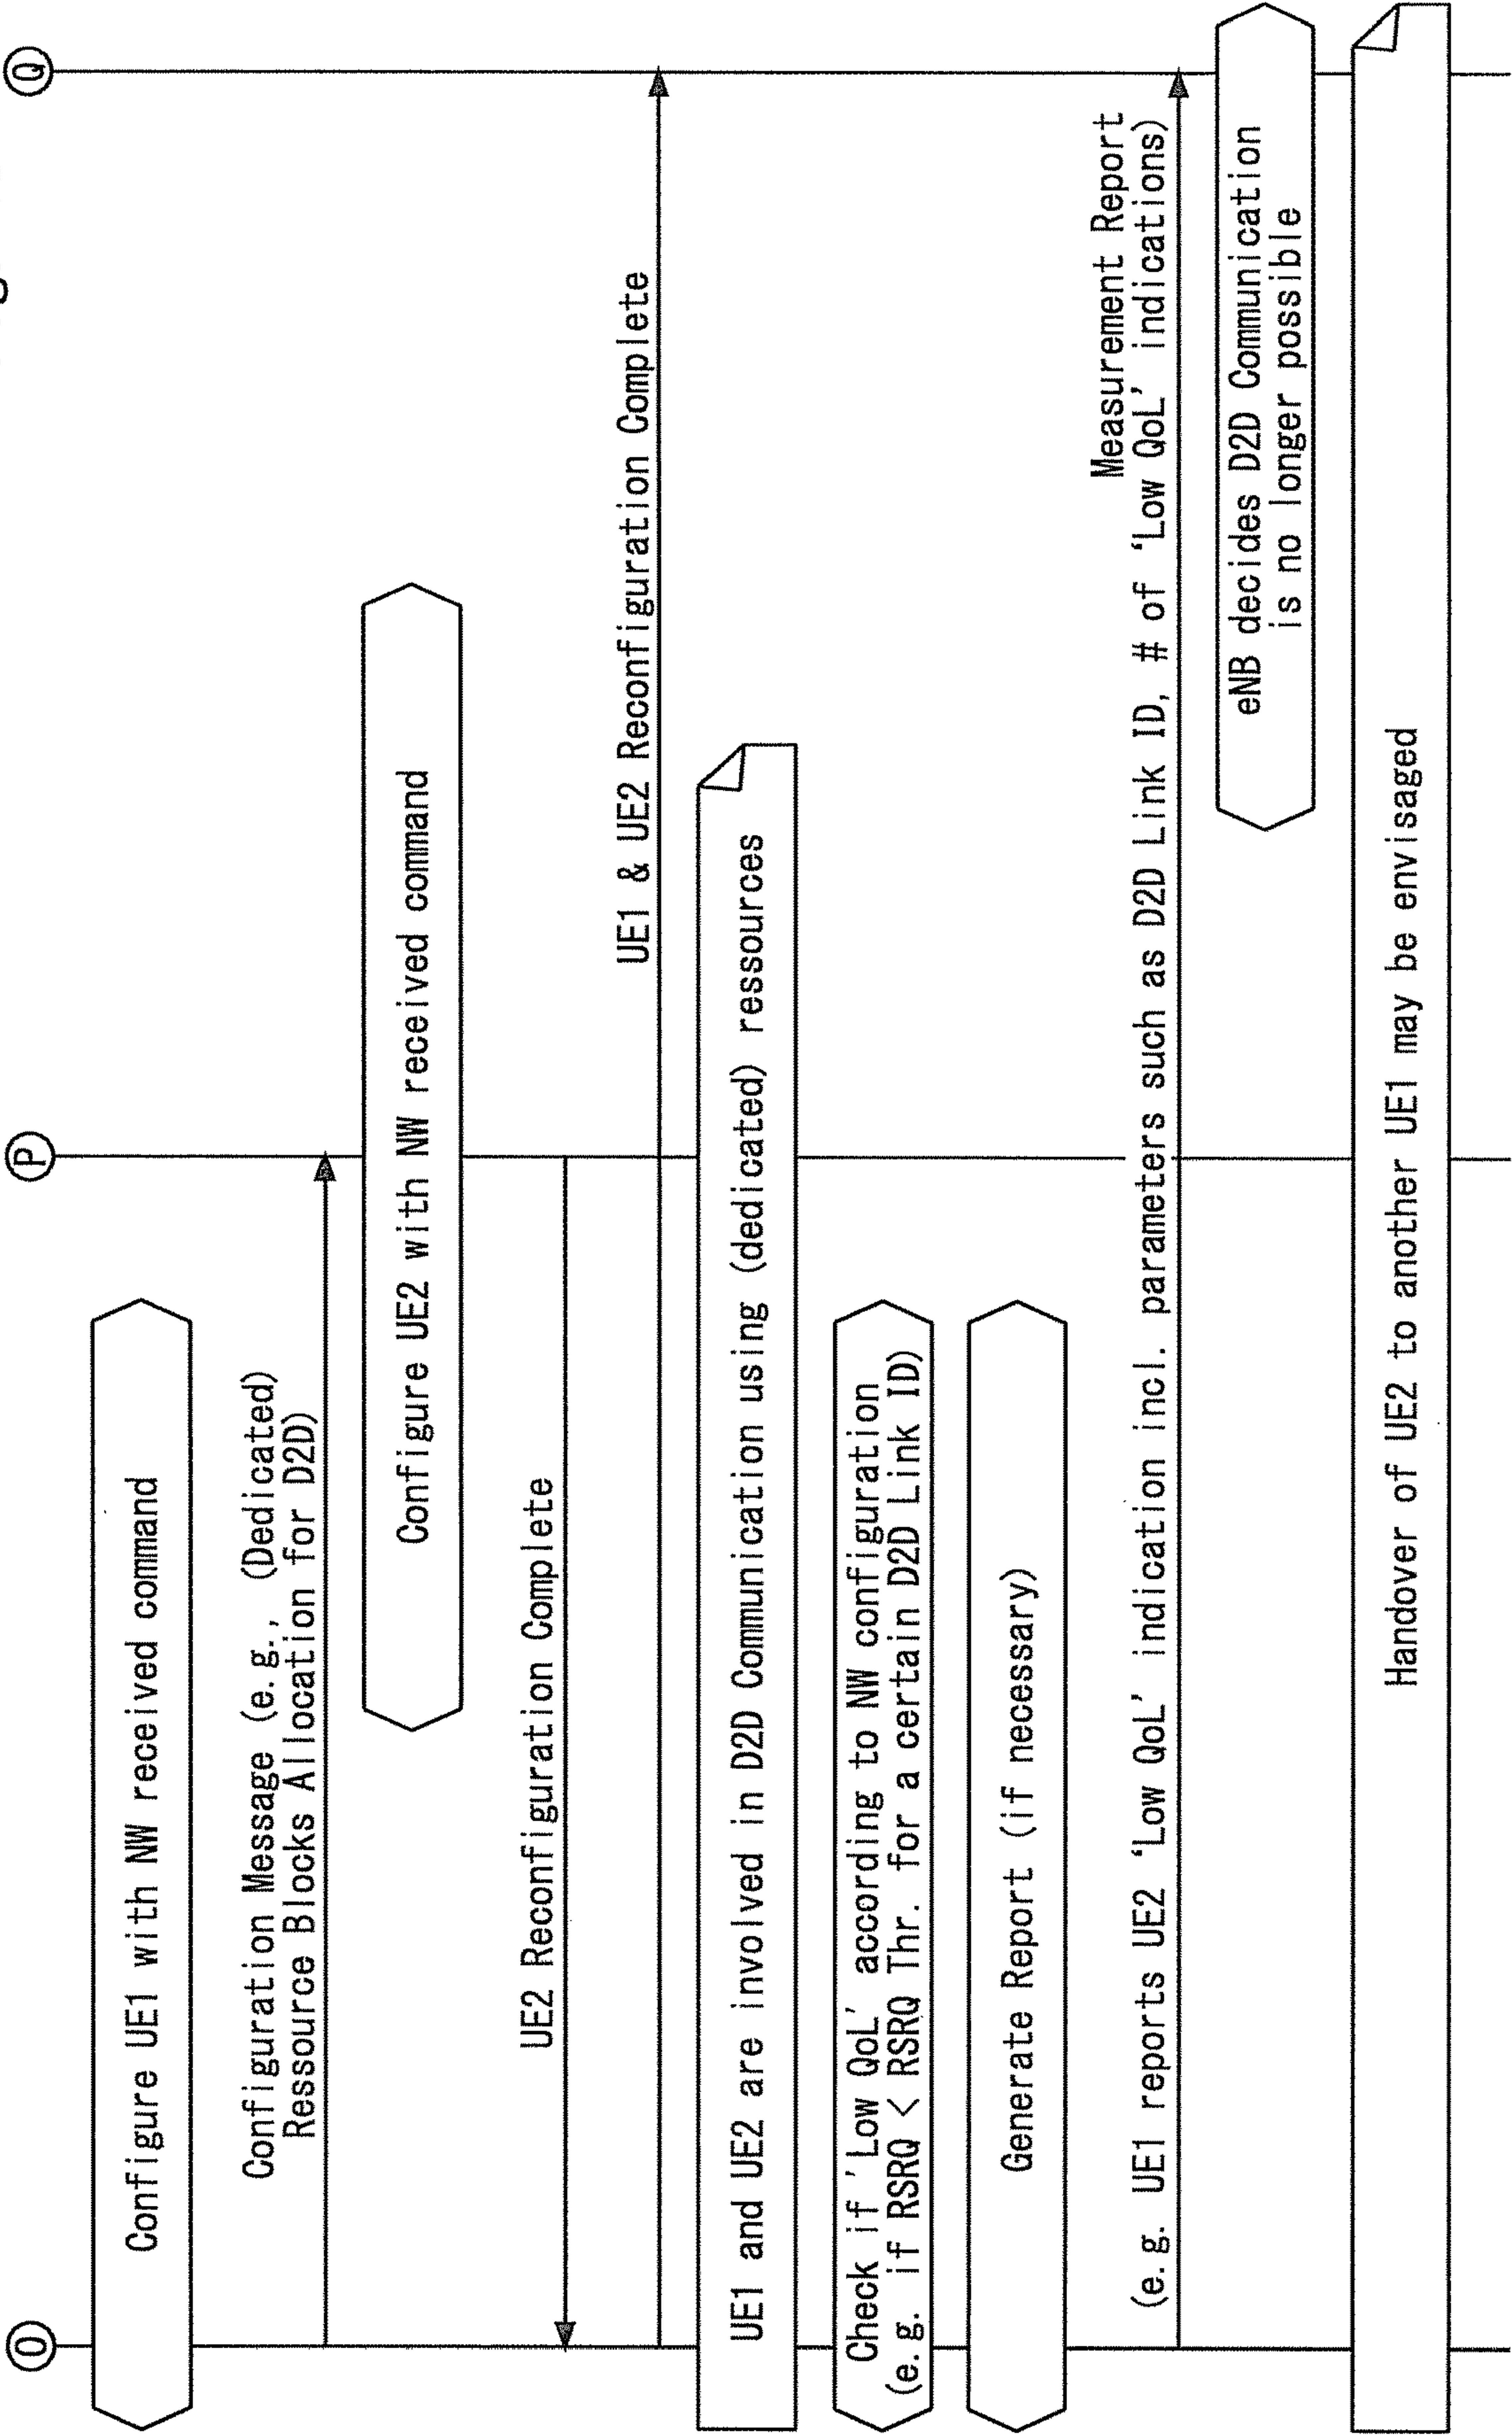 O
P
Q
Configure UE1 with NW received command
Configuration Message (e.g., (Dedicated)
Ressource Blocks Allocation for D2D)
Configure UE2 with NW received command
UE2 Reconfiguration Complete
UE1 & UE2 Reconfiguration Complete
UE1 and UE2 are involved in D2D Communication using (dedicated) ressources
Check if 'Low QoL' according to NW configuration
(e.g. if RSRQ < RSRQ Thr. for a certain D2D Link ID)
Generate Report (if necessary)
Measurement Report
(e.g. UE1 reports UE2 'Low QoL' indication incl. parameters such as D2D Link ID, # of 'Low QoL' indications)
eNB decides D2D Communication
is no longer possible
Handover of UE2 to another UE1 may be envisaged